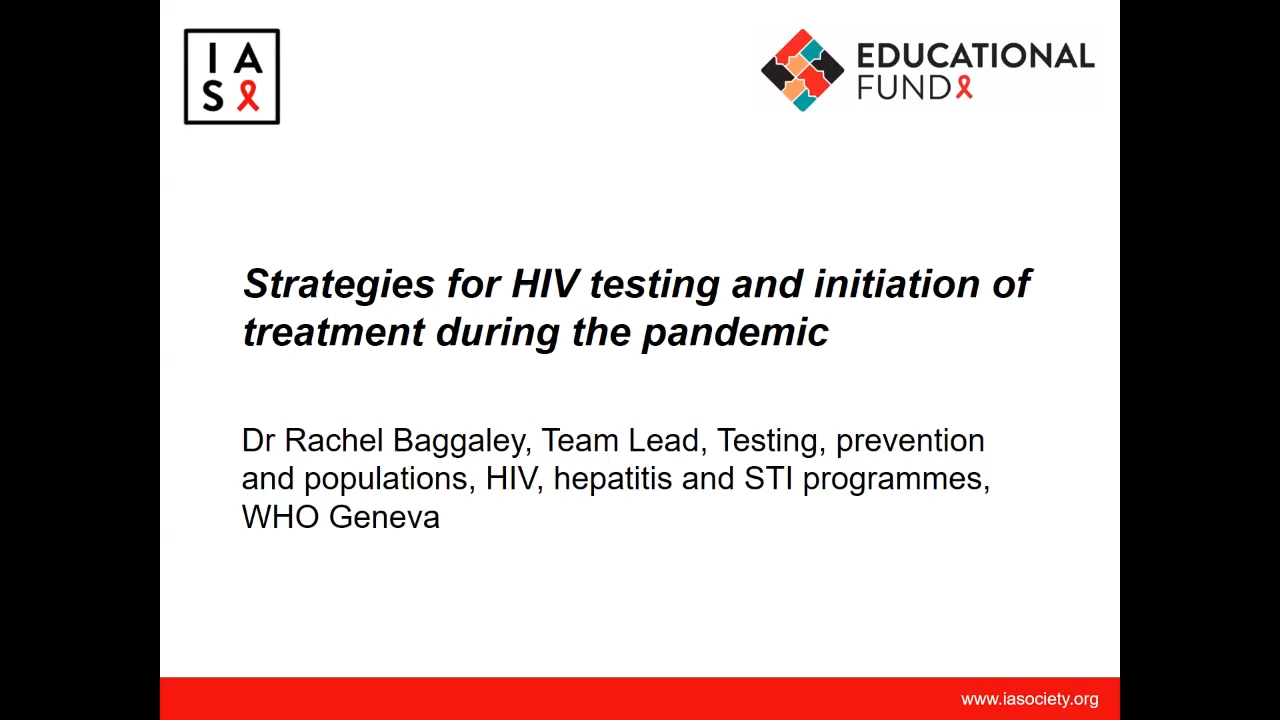 I A
S
EDUCATIONAL
FUND
Strategies for HIV testing and initiation of
treatment during the pandemic
Dr Rachel Baggaley, Team Lead, Testing, prevention
and populations, HIV, hepatitis and STI programmes,
WHO Geneva
www.iasociety.org